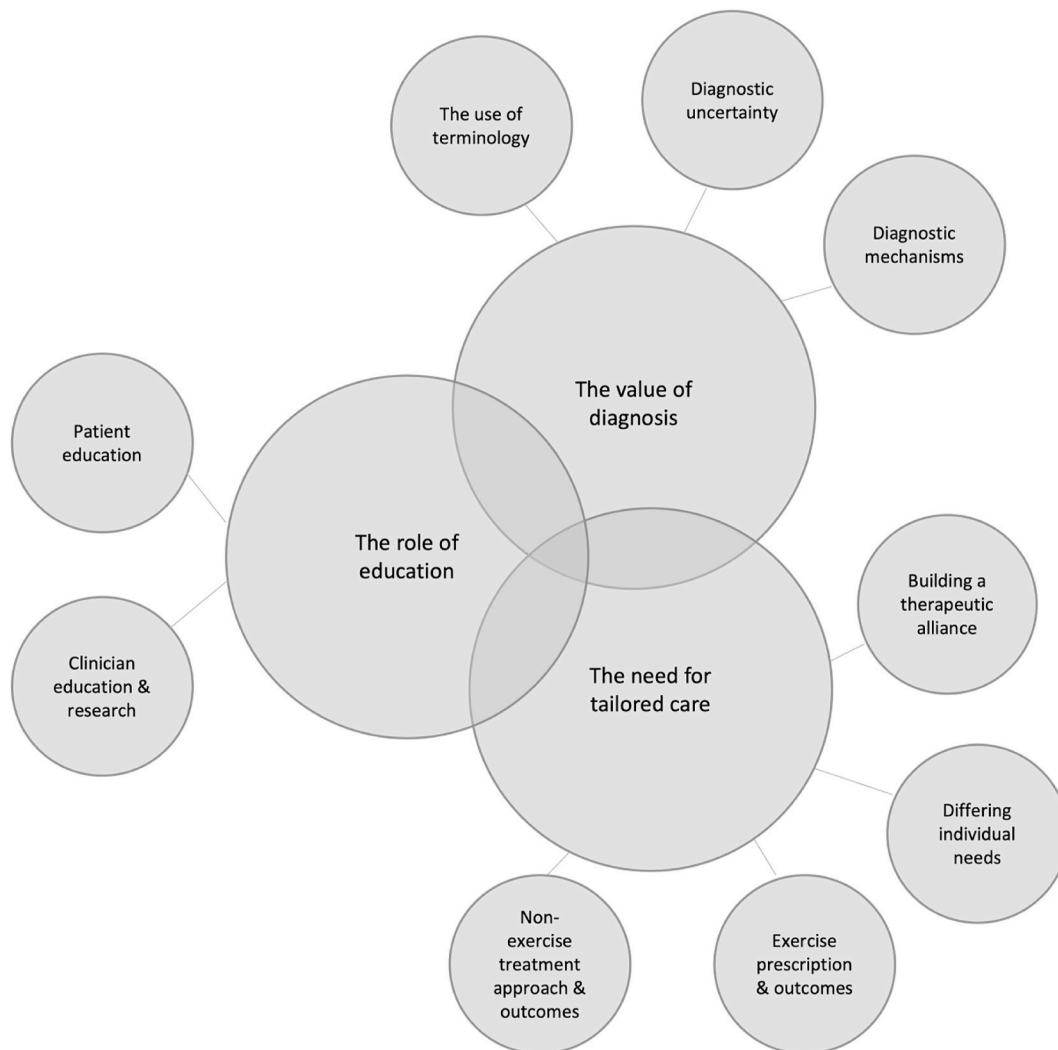 The use of
terminology
Diagnostic
uncertainty
Diagnostic
mechanisms
The value of
diagnosis
Patient
education
The role of
education
Clinician
education &
research
Building a
therapeutic
alliance
The need for
tailored care
Differing
individual
needs
Non-
exercise
treatment
approach &
outcomes
Exercise
prescription
& outcomes